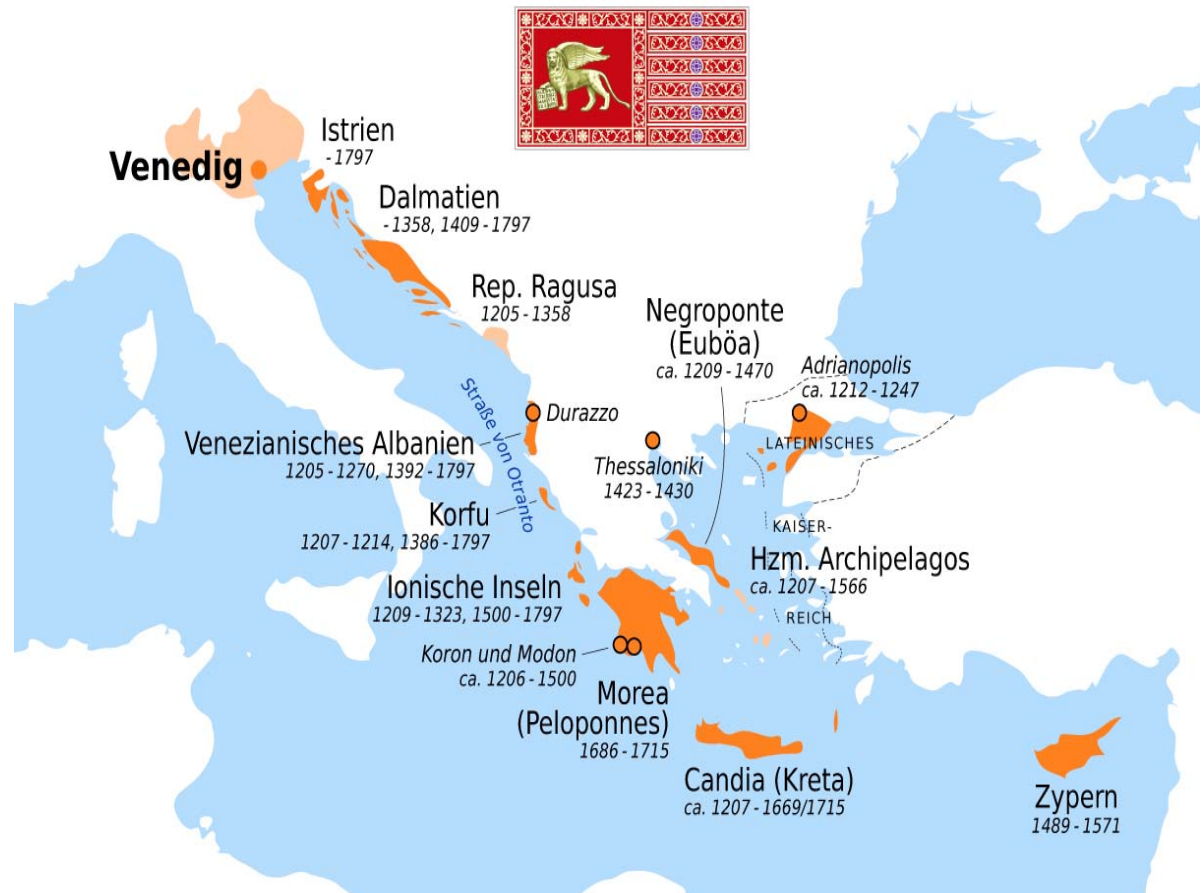 Istrien
- 1797
Venedig
Dalmatien
- 1358, 1409 - 1797
Rep. Ragusa
1205 - 1358
Negroponte
(Euböa)
ca. 1209 - 1470
Adrianopolis
ca. 1212 - 1247
Straße von Otranto
Durazzo
Venezianisches Albanien
1205 - 1270, 1392 - 1797
LATEINISCHES
Thessaloniki
1423 - 1430
Korfu
1207 - 1214, 1386 - 1797
KAISER-
Hzm. Archipelagos
ca. 1207 - 1566
Ionische Inseln
1209 - 1323, 1500 - 1797
REICH
Koron und Modon
ca. 1206 - 1500
Morea
(Peloponnes)
1686 - 1715
Candia (Kreta)
ca. 1207 - 1669/1715
Zypern
1489 - 1571